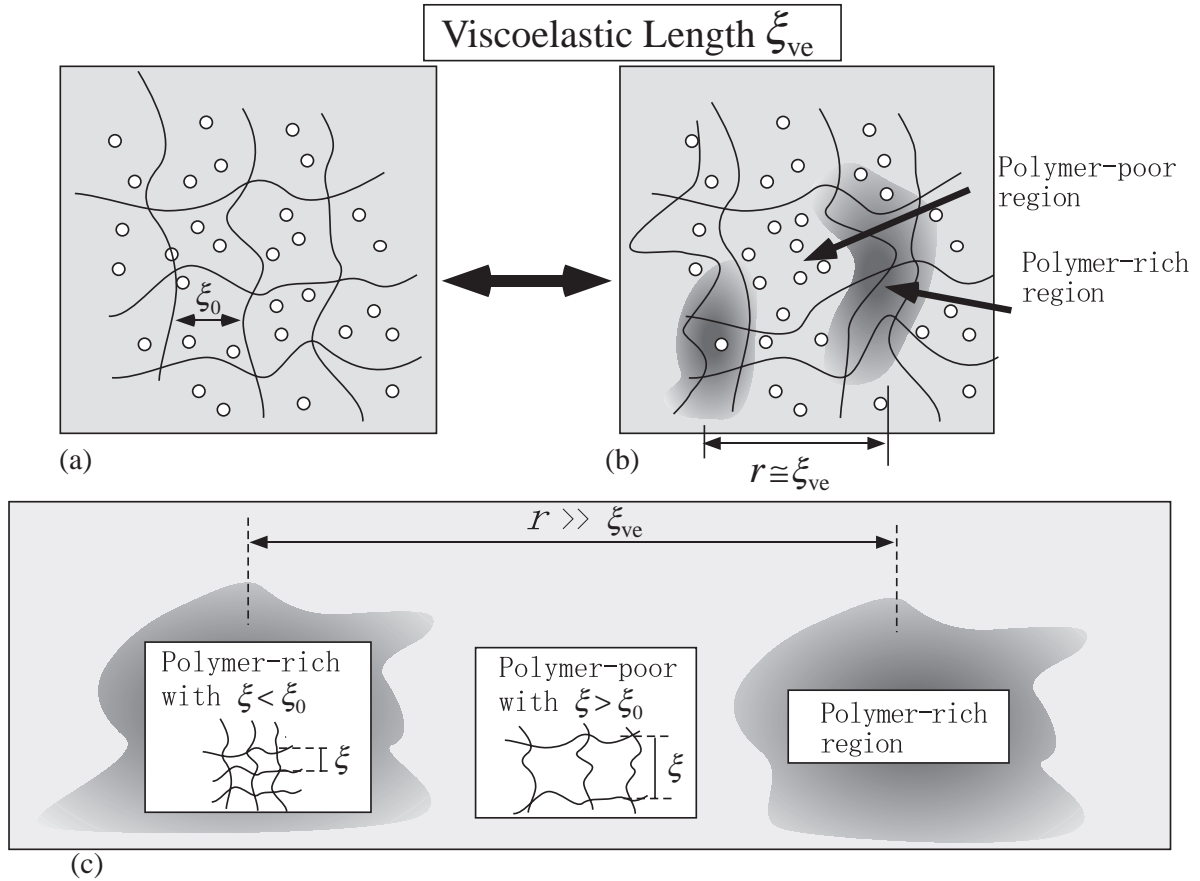 Viscoelastic Length ξve
ξ0
(a)
Polymer-poor
region
Polymer-rich
region
(b)
r≅ξve
r >> ξve
Polymer-rich
with ξ<ξ0
ξ
Polymer-poor
with ξ>ξ0
ξ
Polymer-rich
region
(c)